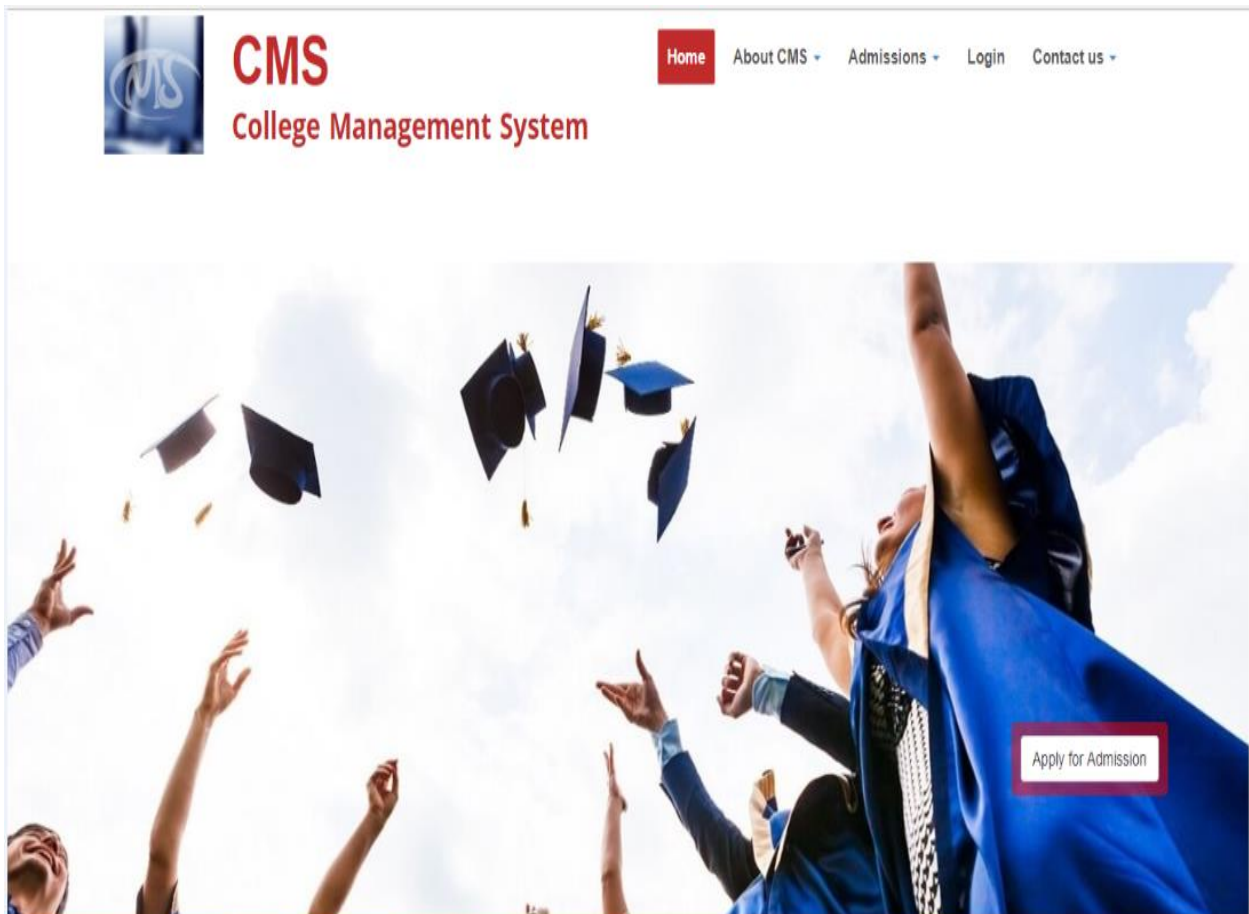 CMS
College Management System
Home About CMS Admissions Login Contact us
Apply for Admission